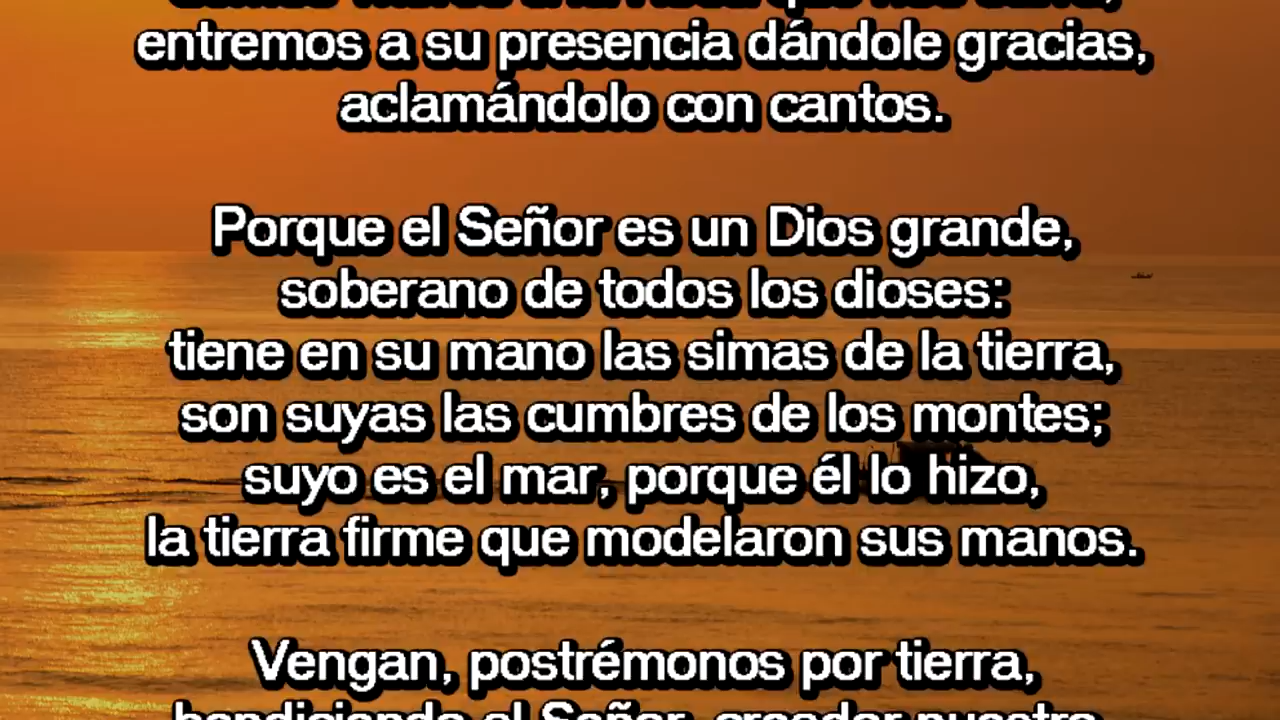 entremos a su presencia dándole gracias,
aclamándolo con cantos.
Porque el Señor es un Dios grande,
soberano de todos los dioses:
tiene en su mano las simas de la tierra,
son suyas las cumbres de los montes;
suyo es el mar, porque él lo hizo,
la tierra firme que modelaron sus manos.
Vengan, postrémonos por tierra,
bendiciendo al Señor, creador nuestro